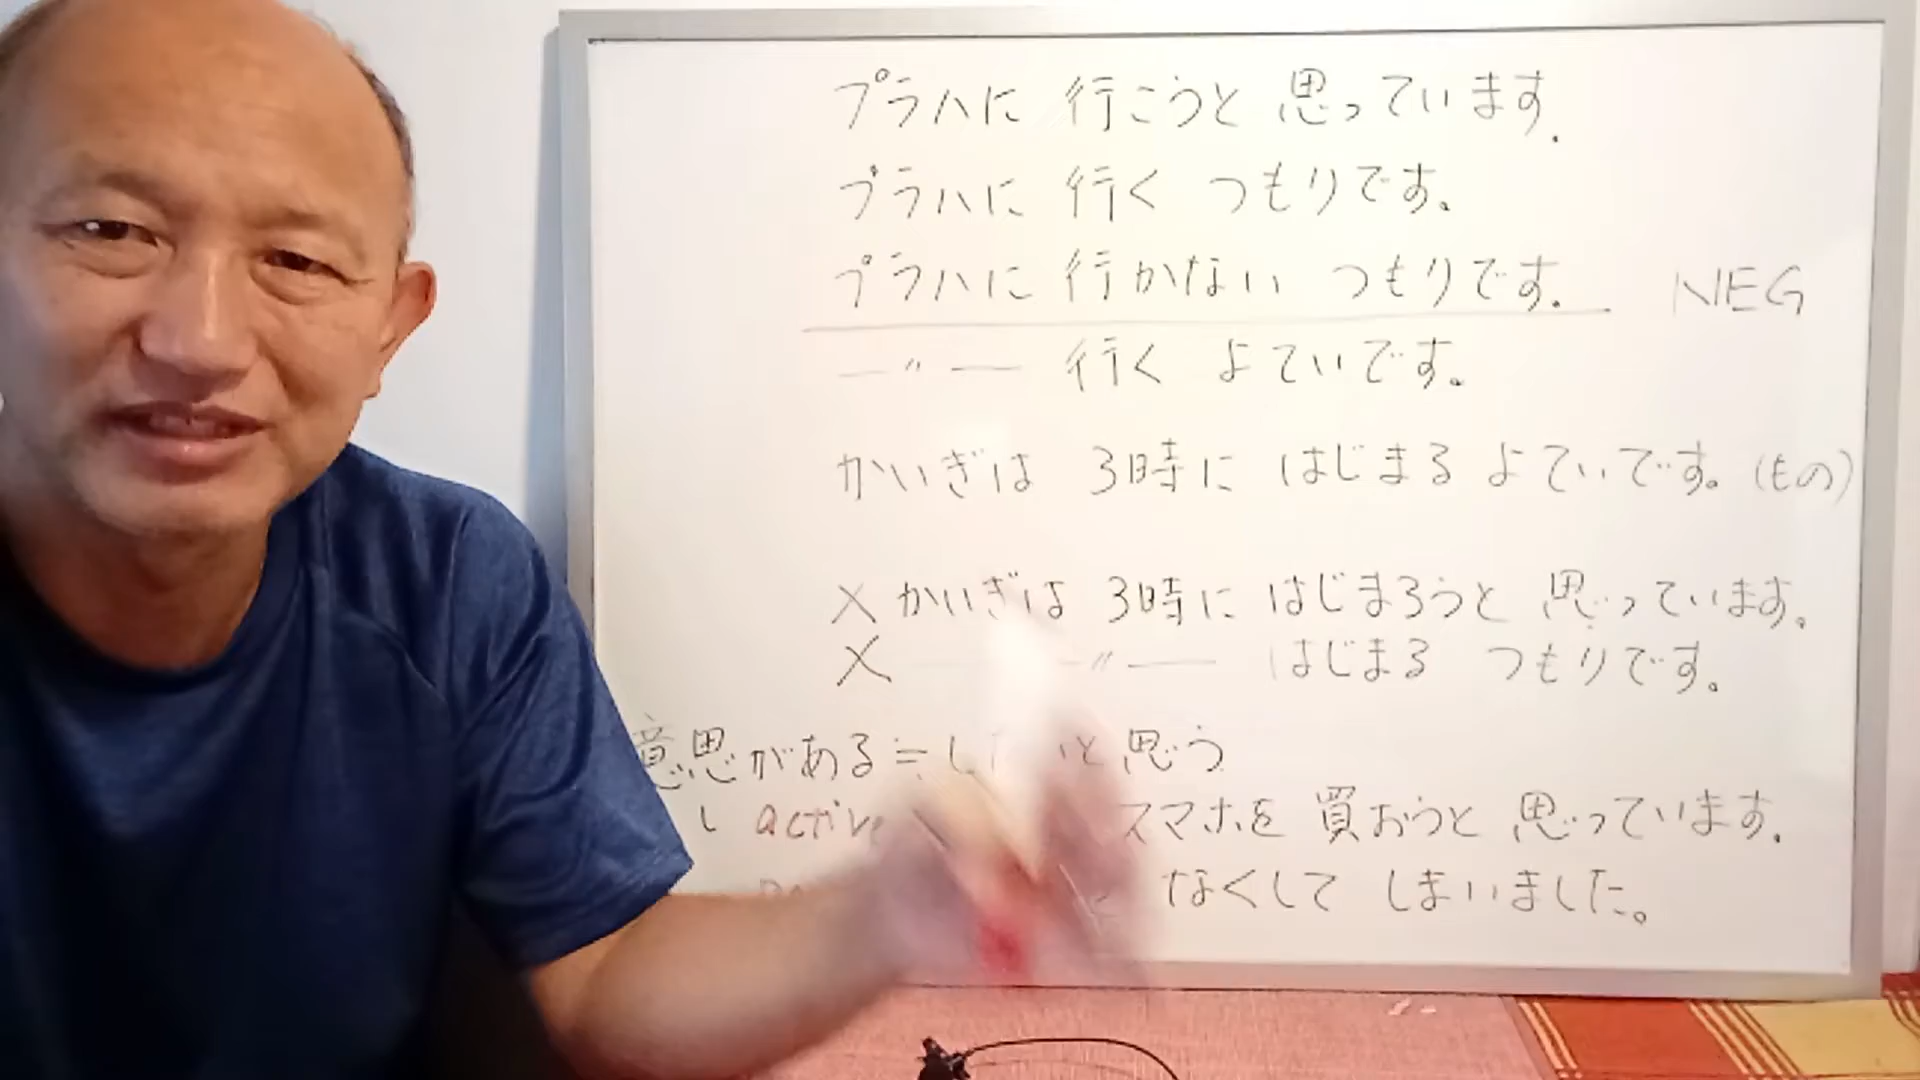 プラハに 行こうと 思っています.
プラハに 行く つもりです。
プラハに 行かない つもりです. NEG
—〃— 行く よていです。
かいぎは 3時に はじまる よていです。(もの)
× かいぎは 3時に はじまろうと 思っています。
× —〃— はじまる つもりです。
意思がある≒ と思う
し active スマホを 買おうと 思っています.
なくして しまいました。